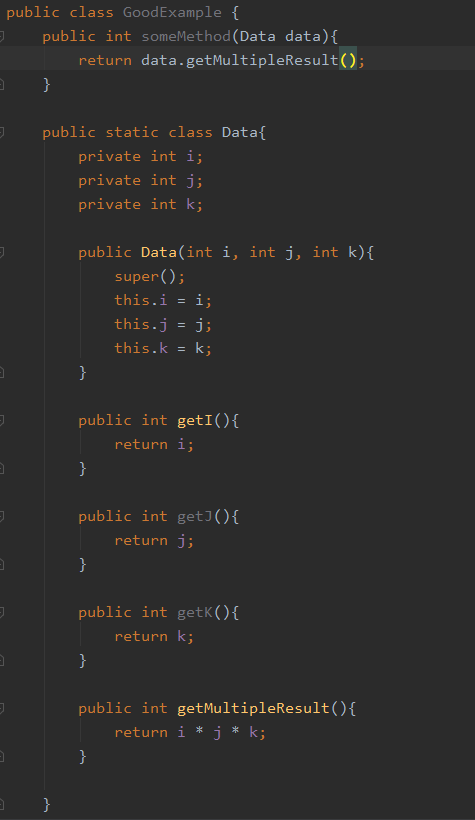 public class GoodExample {
    public int someMethod(Data data){
        return data.getMultipleResult();
    }
    public static class Data{
        private int i;
        private int j;
        private int k;
        public Data(int i, int j, int k){
            super();
            this.i = i;
            this.j = j;
            this.k = k;
        }
        public int getI(){
            return i;
        }
        public int getJ(){
            return j;
        }
        public int getK(){
            return k;
        }
        public int getMultipleResult(){
            return i * j * k;
        }
    }